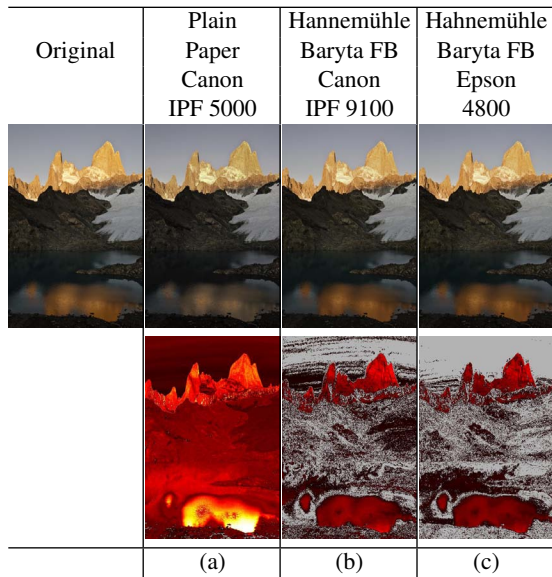 Original
Plain
Paper
Canon
IPF 5000
Hannemühle
Baryta FB
Canon
IPF 9100
Hahnemühle
Baryta FB
Epson
4800
(a)
(b)
(c)